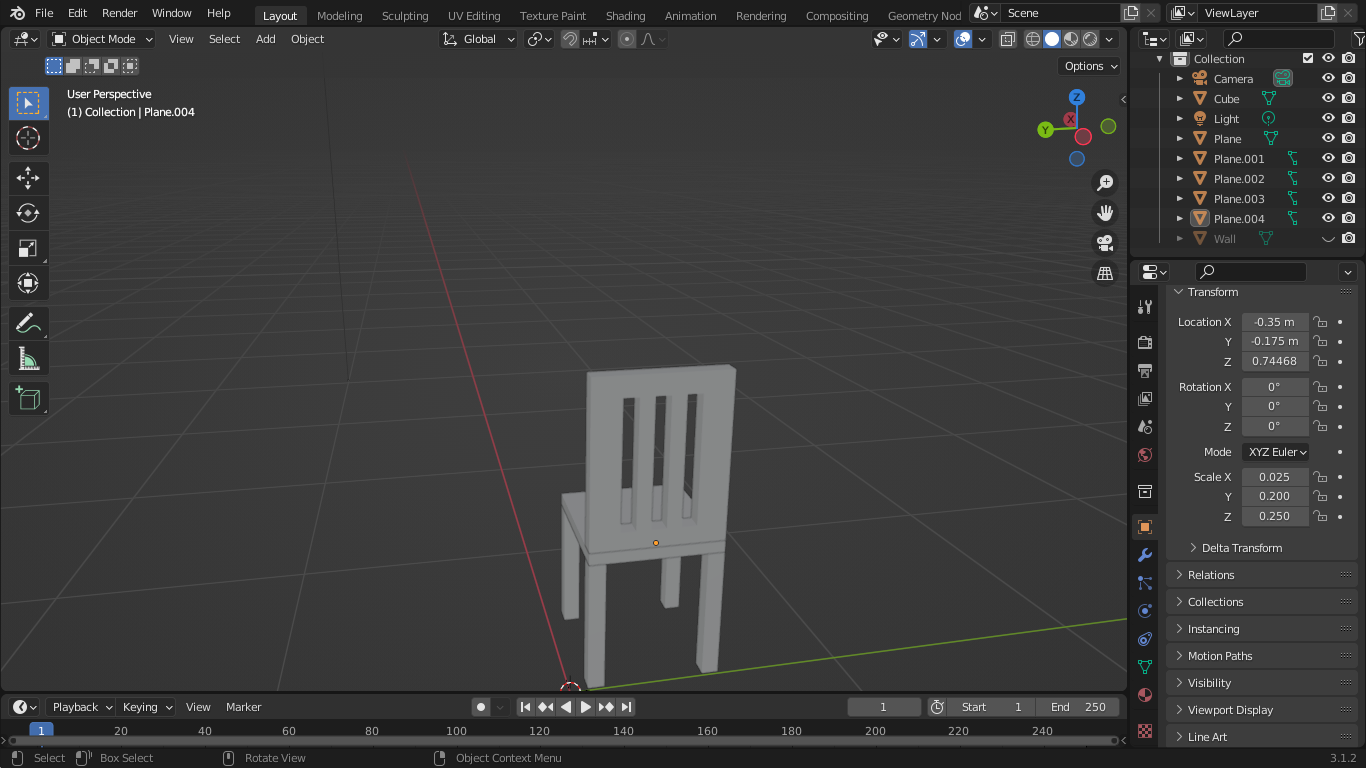 File Edit Render Window Help Layout Modeling Sculpting UV Editing Texture Paint Shading Animation Rendering Compositing Geometry Nod Scene ViewLayer
Object Mode View Select Add Object Global
Options
User Perspective
(1) Collection | Plane.004
Z
X
Y
Collection
Camera
Cube
Light
Plane
Plane.001
Plane.002
Plane.003
Plane.004
Wall
Transform
Location X -0.35 m
Y -0.175 m
Z 0.74468
Rotation X 0°
Y 0°
Z 0°
Mode XYZ Euler
Scale X 0.025
Y 0.200
Z 0.250
Delta Transform
Relations
Collections
Instancing
Motion Paths
Visibility
Viewport Display
Line Art
Playback Keying View Marker 1 Start 1 End 250
1 20 40 60 80 100 120 140 160 180 200 220 240
Select Box Select Rotate View Object Context Menu 3.1.2